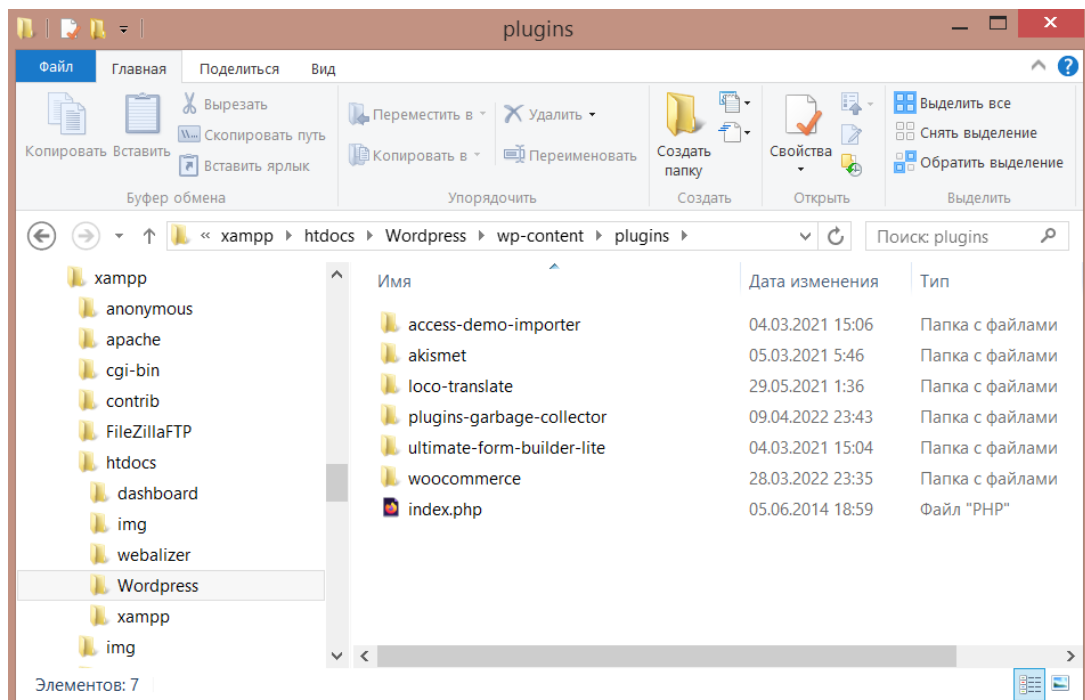 plugins
Файл Главная Поделиться Вид
Копировать Вставить
Вырезать
Скопировать путь
Вставить ярлык
Буфер обмена
Переместить в
Копировать в
Удалить
Переименовать
Упорядочить
Создать папку
Создать
Свойства
Открыть
Выделить все
Снять выделение
Обратить выделение
Выделить
« xampp Wordpress htdocs wp-content plugins Поиск: plugins
xampp
anonymous
apache
cgi-bin
contrib
FileZillaFTP
htdocs
dashboard
img
webalizer
Wordpress
xampp
img
Имя Дата изменения Тип
access-demo-importer 04.03.2021 15:06 Папка с файлами
akismet 05.03.2021 5:46 Папка с файлами
loco-translate 29.05.2021 1:36 Папка с файлами
plugins-garbage-collector 09.04.2022 23:43 Папка с файлами
ultimate-form-builder-lite 04.03.2021 15:04 Папка с файлами
woocommerce 28.03.2022 23:35 Папка с файлами
index.php 05.06.2014 18:59 Файл "PHP"
Элементов: 7